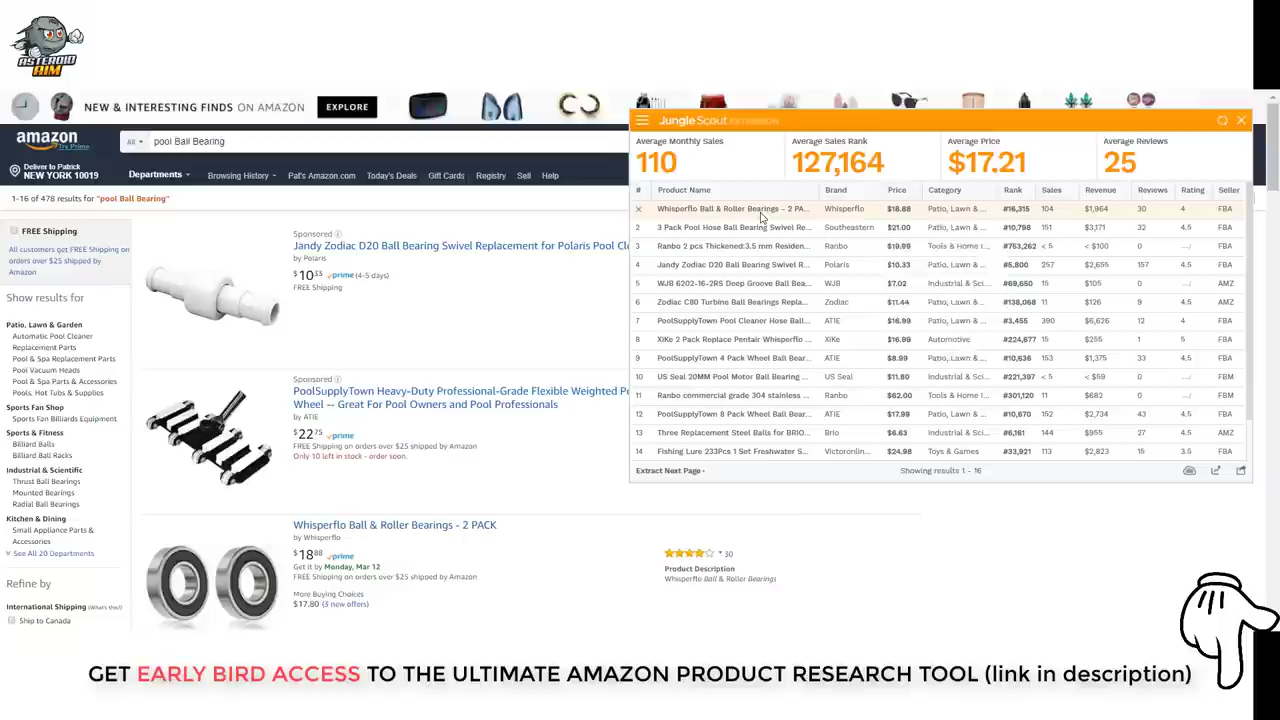 ASTEROID
AIM
NEW & INTERESTING FINDS ON AMAZON EXPLORE
amazon
Try Prime
All
pool Ball Bearing
Deliver to Patrick
NEW YORK 10019
Departments
Browsing History
Pat's Amazon.com
Today's Deals
Gift Cards
Registry
Sell
Help
1-16 of 478 results for "pool Ball Bearing"
FREE Shipping
All customers get FREE Shipping on
orders over $25 shipped by
Amazon
Show results for
Patio, Lawn & Garden
Automatic Pool Cleaner
Replacement Parts
Pool & Spa Replacement Parts
Pool Vacuum Heads
Pool & Spa Parts & Accessories
Pools, Hot Tubs & Supplies
Sports Fan Shop
Sports Fan Billiards Equipment
Sports & Fitness
Billiard Balls
Billiard Ball Racks
Industrial & Scientific
Thrust Ball Bearings
Mounted Bearings
Radial Ball Bearings
Kitchen & Dining
Small Appliance Parts &
Accessories
See All 20 Departments
Refine by
International Shipping (What's this?)
Ship to Canada
Sponsored
Jandy Zodiac D20 Ball Bearing Swivel Replacement for Polaris Pool Cl
by Polaris
$10 33 prime (4-5 days)
FREE Shipping
Sponsored
PoolSupplyTown Heavy-Duty Professional-Grade Flexible Weighted P
Wheel -- Great For Pool Owners and Pool Professionals
by ATIE
$22 75 prime
FREE Shipping on orders over $25 shipped by Amazon
Only 10 left in stock - order soon.
Whisperflo Ball & Roller Bearings - 2 PACK
by Whisperflo
$18 88 prime
Get it by Monday, Mar 12
FREE Shipping on orders over $25 shipped by Amazon
More Buying Choices
$17.80 (3 new offers)
30
Product Description
Whisperflo Ball & Roller Bearings
Jungle Scout EXTENSION
Average Monthly Sales
110
Average Sales Rank
127,164
Average Price
$17.21
Average Reviews
25
# Product Name Brand Price Category Rank Sales Revenue Reviews Rating Seller
× Whisperflo Ball & Roller Bearings - 2 PA... Whisperflo $18.88 Patio, Lawn & ... #16,315 104 $1,964 30 4 FBA
2 3 Pack Pool Hose Ball Bearing Swivel Re... Southeastern $21.00 Patio, Lawn & ... #10,798 151 $3,171 32 4.5 FBA
3 Ranbo 2 pcs Thickened:3.5 mm Residen... Ranbo $19.99 Tools & Home I... #763,262 < 5 < $100 0 --/ FBA
4 Jandy Zodiac D20 Ball Bearing Swivel R... Polaris $10.33 Patio, Lawn & ... #5,800 257 $2,655 157 4.5 FBA
5 WJB 6202-16-2RS Deep Groove Ball Bea... WJB $7.02 Industrial & Sci... #69,650 15 $105 0 --/ AMZ
6 Zodiac C80 Turbine Ball Bearings Repla... Zodiac $11.44 Patio, Lawn & ... #138,068 11 $126 9 4.5 AMZ
7 PoolSupplyTown Pool Cleaner Hose Ball... ATIE $16.99 Patio, Lawn & ... #3,455 390 $6,626 12 4 FBA
8 XiKe 2 Pack Replace Pentair Whisperflo ... XiKe $16.99 Automotive #224,677 15 $255 1 5 FBA
9 PoolSupplyTown 4 Pack Wheel Ball Bear... ATIE $8.99 Patio, Lawn & ... #10,636 153 $1,375 33 4.5 FBA
10 US Seal 20MM Pool Motor Ball Bearing ... US Seal $11.80 Industrial & Sci... #221,397 < 5 < $59 0 --/ FBM
11 Ranbo commercial grade 304 stainless ... Ranbo $62.00 Tools & Home I... #301,120 11 $682 0 --/ FBM
12 PoolSupplyTown 8 Pack Wheel Ball Bear... ATIE $17.99 Patio, Lawn & ... #10,670 152 $2,734 43 4.5 FBA
13 Three Replacement Steel Balls for BRIO... Brio $6.63 Industrial & Sci... #6,161 144 $955 27 4.5 AMZ
14 Fishing Lure 233Pcs 1 Set Freshwater S... Victoronlin... $24.98 Toys & Games #33,921 113 $2,823 15 3.5 FBA
Extract Next Page
Showing results 1 - 16
GET EARLY BIRD ACCESS TO THE ULTIMATE AMAZON PRODUCT RESEARCH TOOL (link in description)